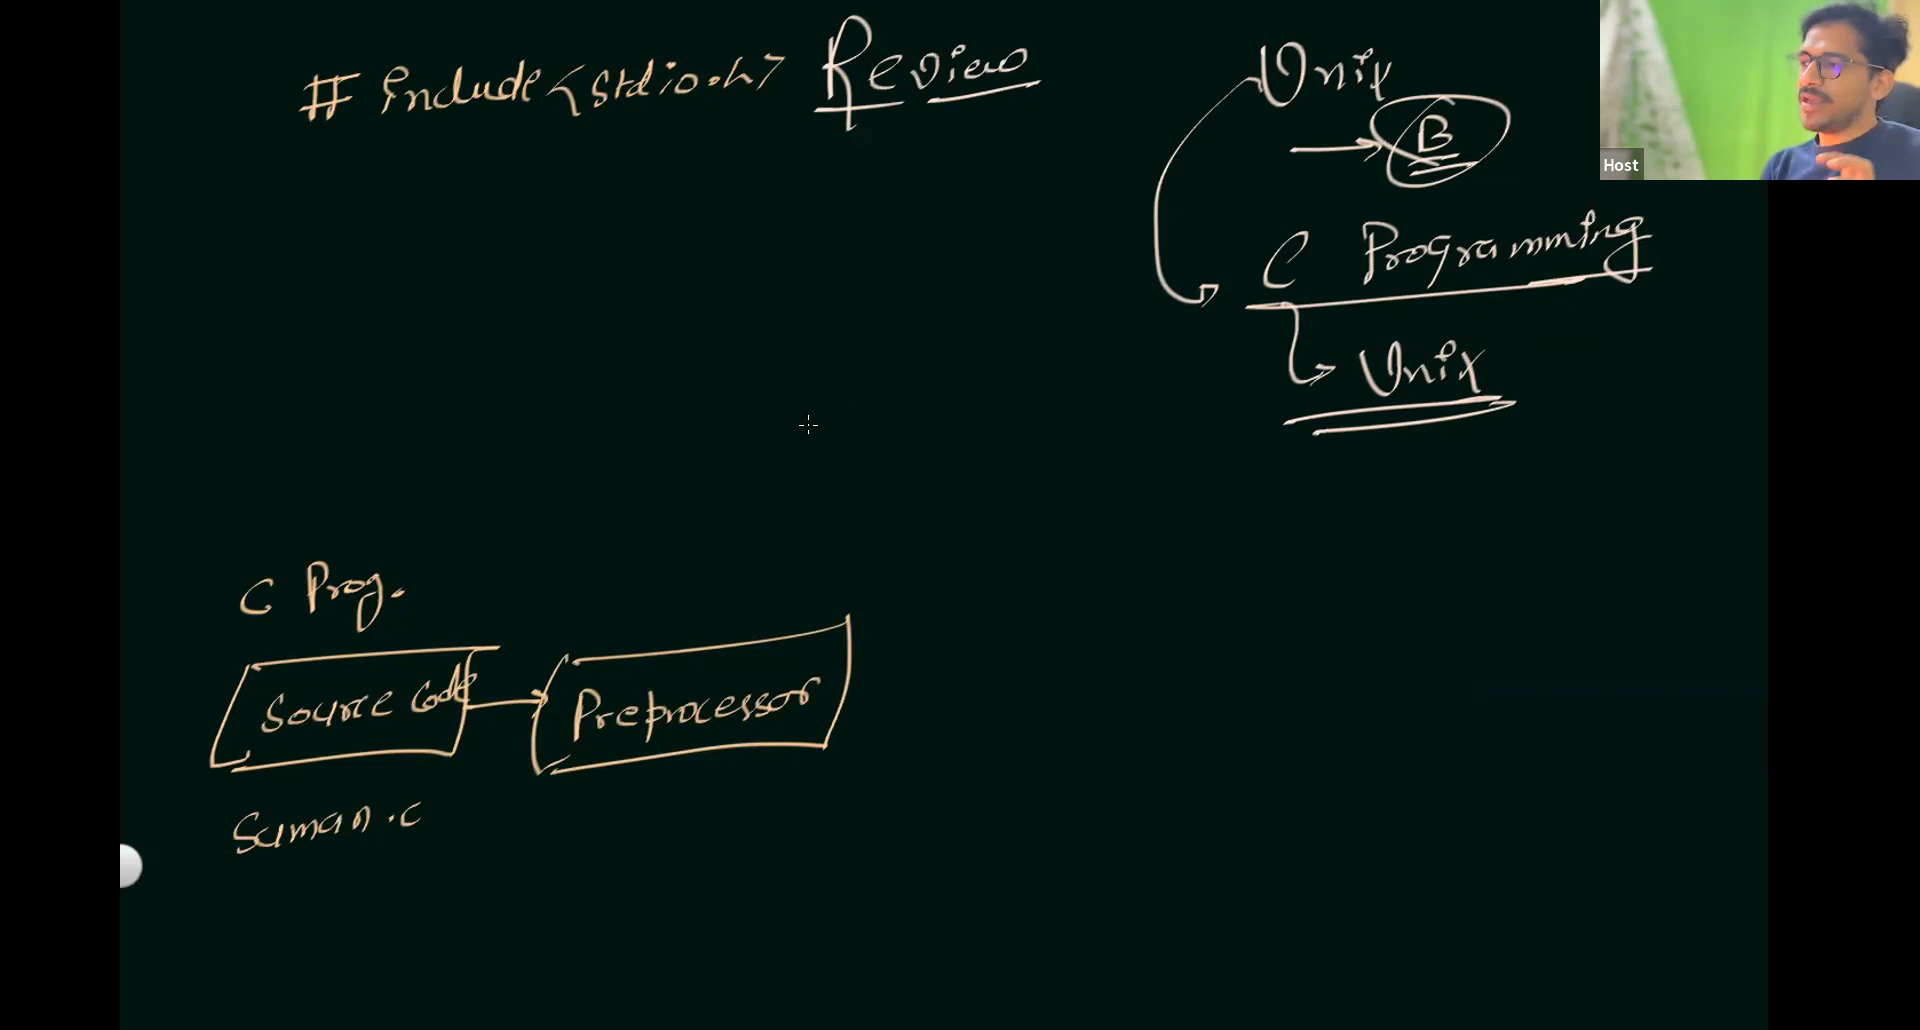 #include <stdio.h> Review
Unix
B
C Programming
Unix
Host
C Prog.
Source Code
Preprocessor
Suman.c